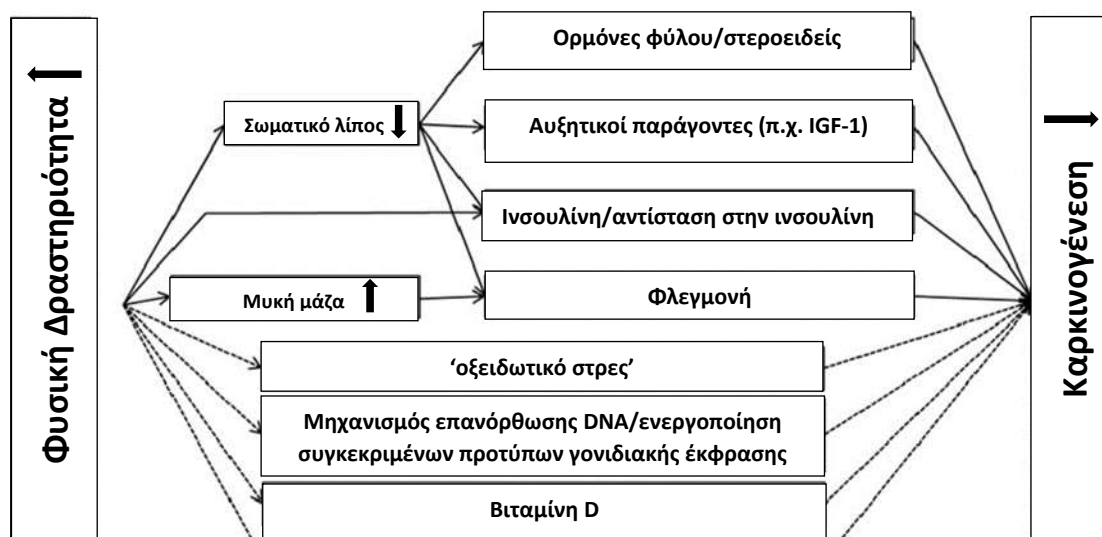 Φυσική Δραστηριότητα
Σωματικό λίπος
Μυκή μάζα
Ορμόνες φύλου/στεροειδείς
Αυξητικοί παράγοντες (π.χ. IGF-1)
Ινσουλίνη/αντίσταση στην ινσουλίνη
Φλεγμονή
‘οξειδωτικό στρες’
Μηχανισμός επανόρθωσης DNA/ενεργοποίηση
συγκεκριμένων προτύπων γονιδιακής έκφρασης
Βιταμίνη D
Καρκινογένεση